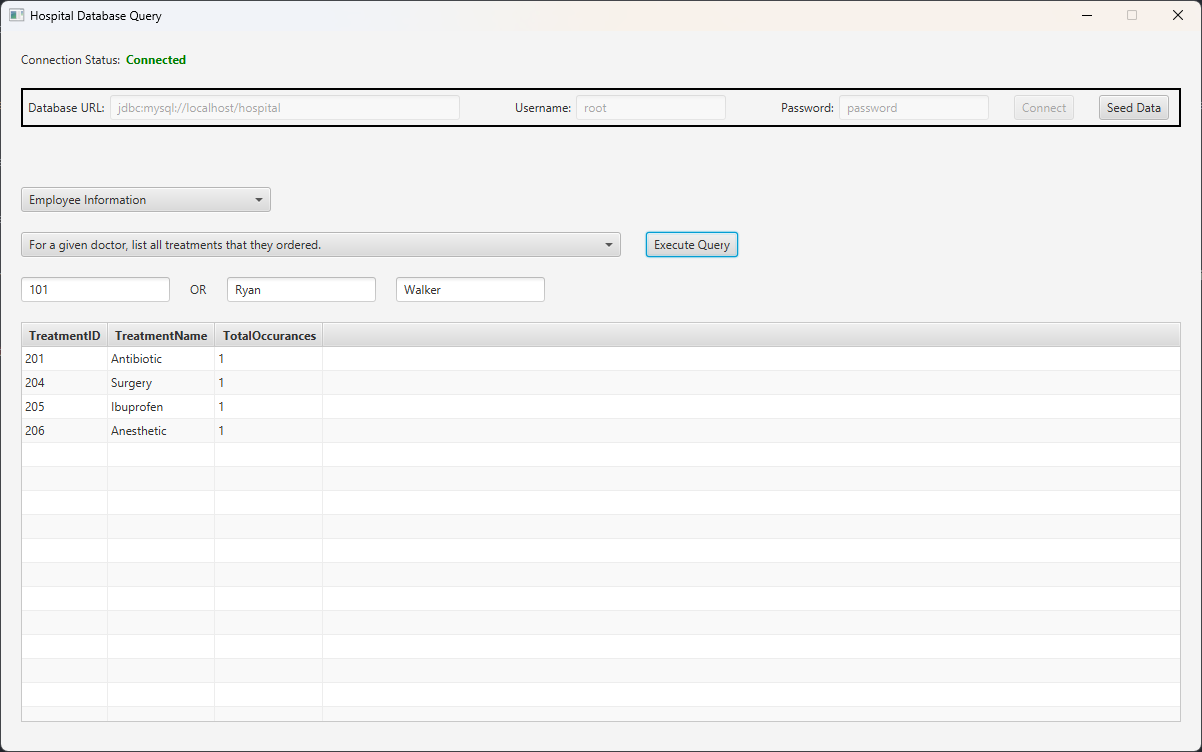 Hospital Database Query
Connection Status: Connected
Database URL: jdbc:mysql://localhost/hospital Username: root Password: password Connect Seed Data
Employee Information
For a given doctor, list all treatments that they ordered. Execute Query
101 OR Ryan Walker
TreatmentID TreatmentName TotalOccurances
201 Antibiotic 1
204 Surgery 1
205 Ibuprofen 1
206 Anesthetic 1